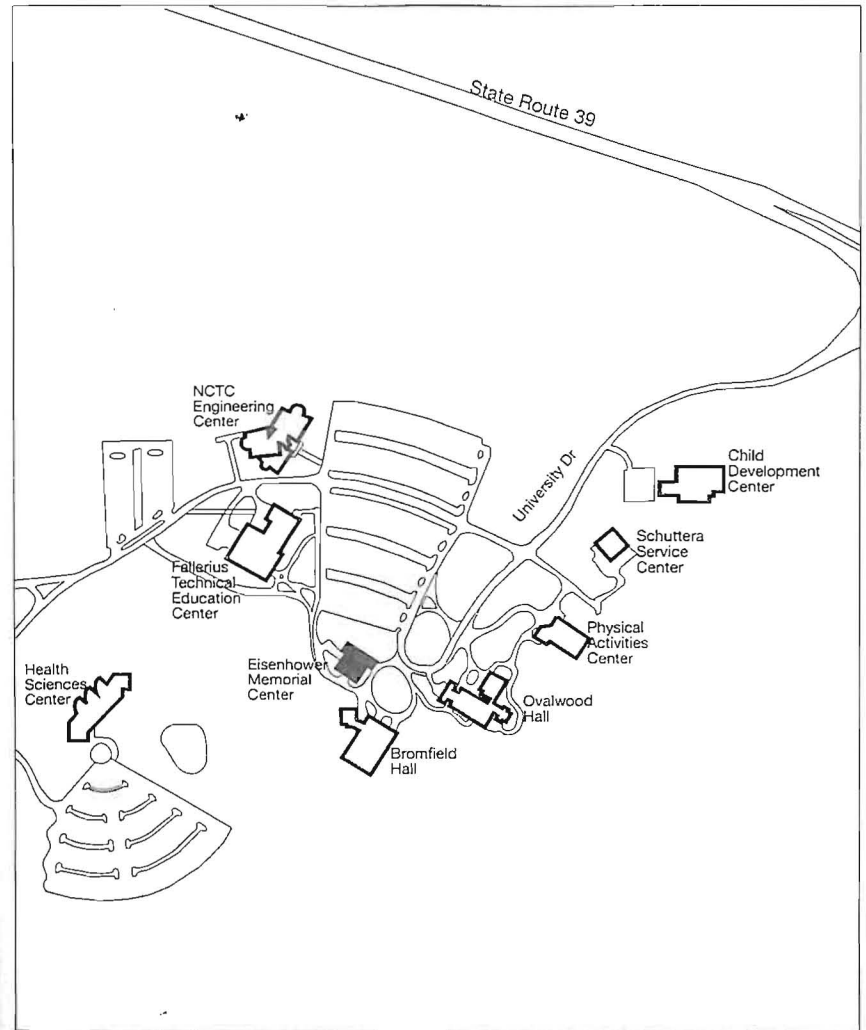 State Route 39
NCTC
Engineering
Center
University Dr
Child
Development
Center
Schuttera
Service
Center
Fallerius
Technical
Education
Center
Physical
Activities
Center
Health
Sciences
Center
Eisenhower
Memorial
Center
Ovalwood
Hall
Bromfield
Hall